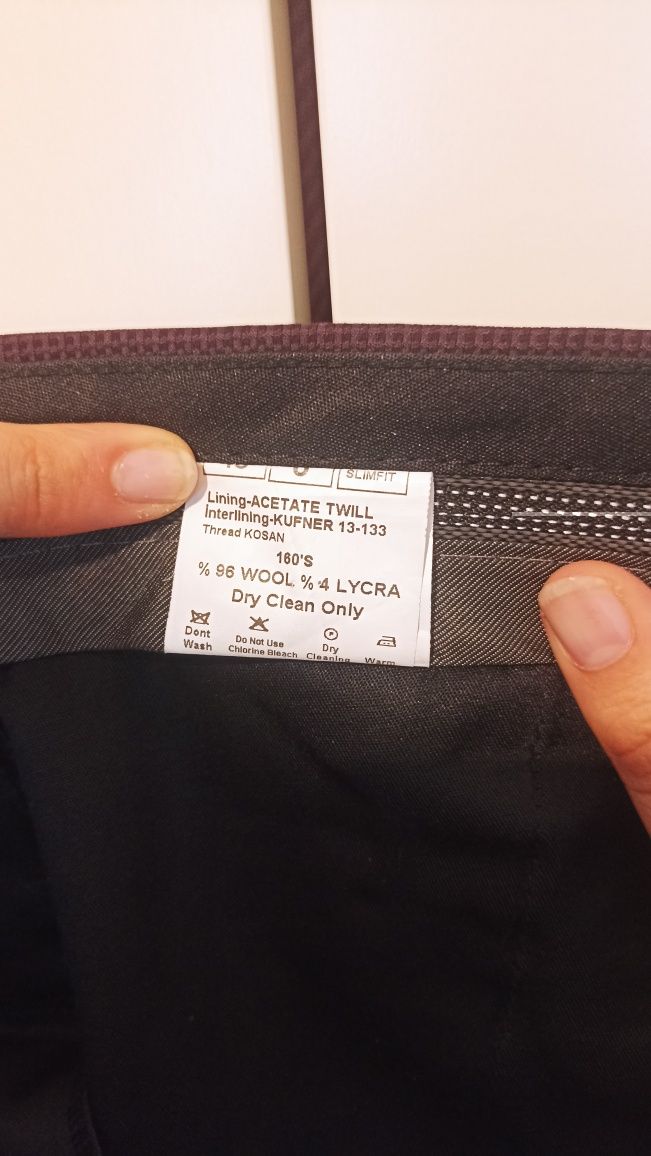 SLIMFIT
Lining-ACETATE TWILL
İnterlining-KUFNER 13-133
Thread KOSAN
160'S
% 96 WOOL % 4 LYCRA
Dry Clean Only
Dont Wash
Do Not Use Chlorine Bleach
Dry Cleaning
Warm